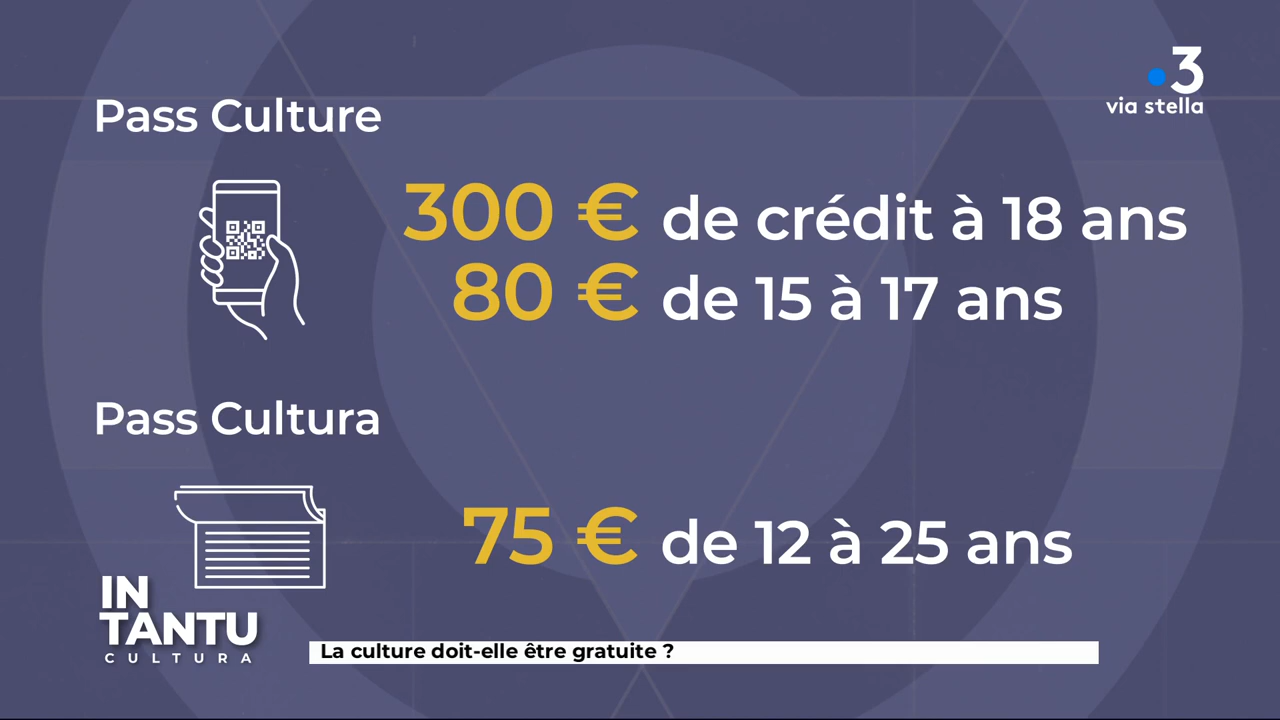 3
via stella
Pass Culture
300 € de crédit à 18 ans
80 € de 15 à 17 ans
Pass Cultura
75 € de 12 à 25 ans
IN
TANTU
CULTURA
La culture doit-elle être gratuite ?